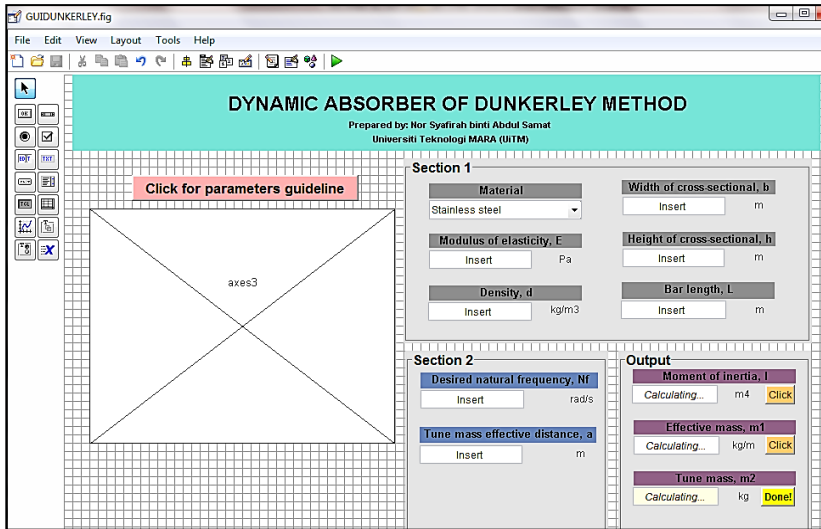 GUIDUNKERLEY.fig
File Edit View Layout Tools Help
DYNAMIC ABSORBER OF DUNKERLEY METHOD
Prepared by: Nor Syafirah binti Abdul Samat
Universiti Teknologi MARA (UiTM)
Click for parameters guideline
axes3
Section 1
Material
Stainless steel
Modulus of elasticity, E
Insert Pa
Density, d
Insert kg/m3
Width of cross-sectional, b
Insert m
Height of cross-sectional, h
Insert m
Bar length, L
Insert m
Section 2
Desired natural frequency, Nf
Insert rad/s
Tune mass effective distance, a
Insert m
Output
Moment of inertia, I
Calculating... m4 Click
Effective mass, m1
Calculating... kg/m Click
Tune mass, m2
Calculating... kg Done!